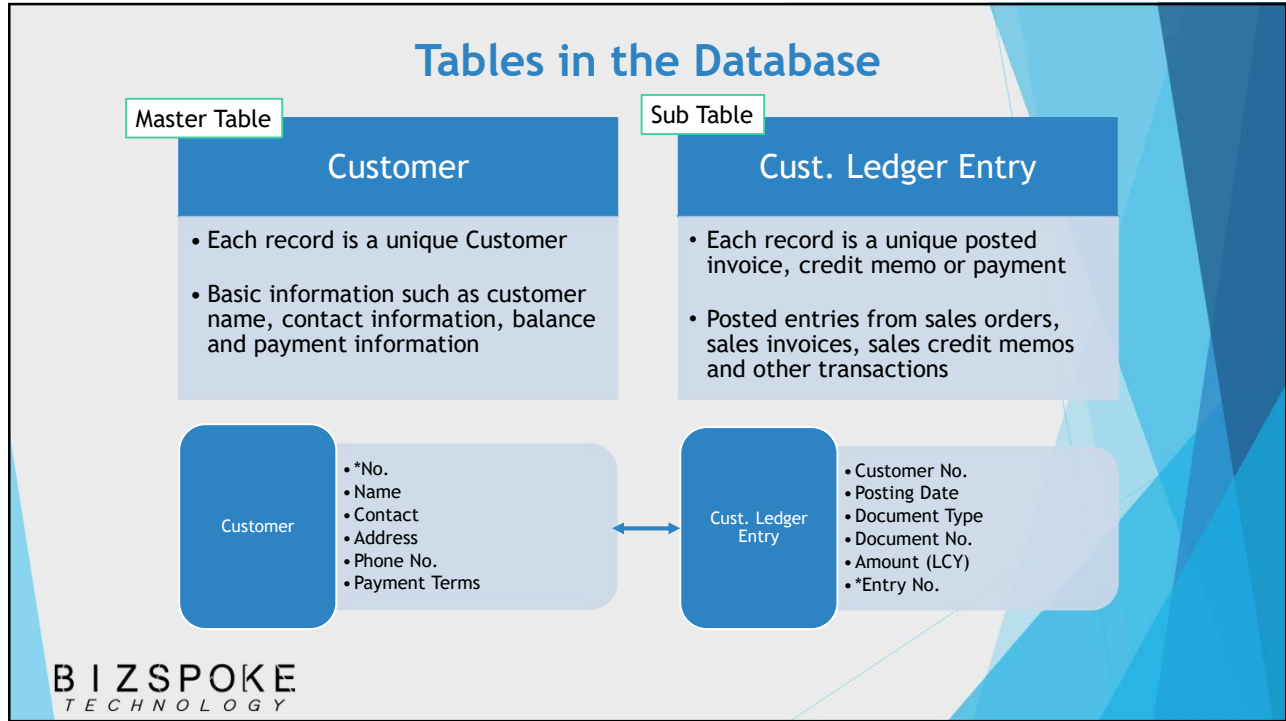 Tables in the Database
Master Table
Customer
• Each record is a unique Customer
• Basic information such as customer
name, contact information, balance
and payment information
Sub Table
Cust. Ledger Entry
• Each record is a unique posted
invoice, credit memo or payment
• Posted entries from sales orders,
sales invoices, sales credit memos
and other transactions
Customer
• *No.
• Name
• Contact
• Address
• Phone No.
• Payment Terms
Cust. Ledger
Entry
• Customer No.
• Posting Date
• Document Type
• Document No.
• Amount (LCY)
• *Entry No.
BIZSPOKE
TECHNOLOGY